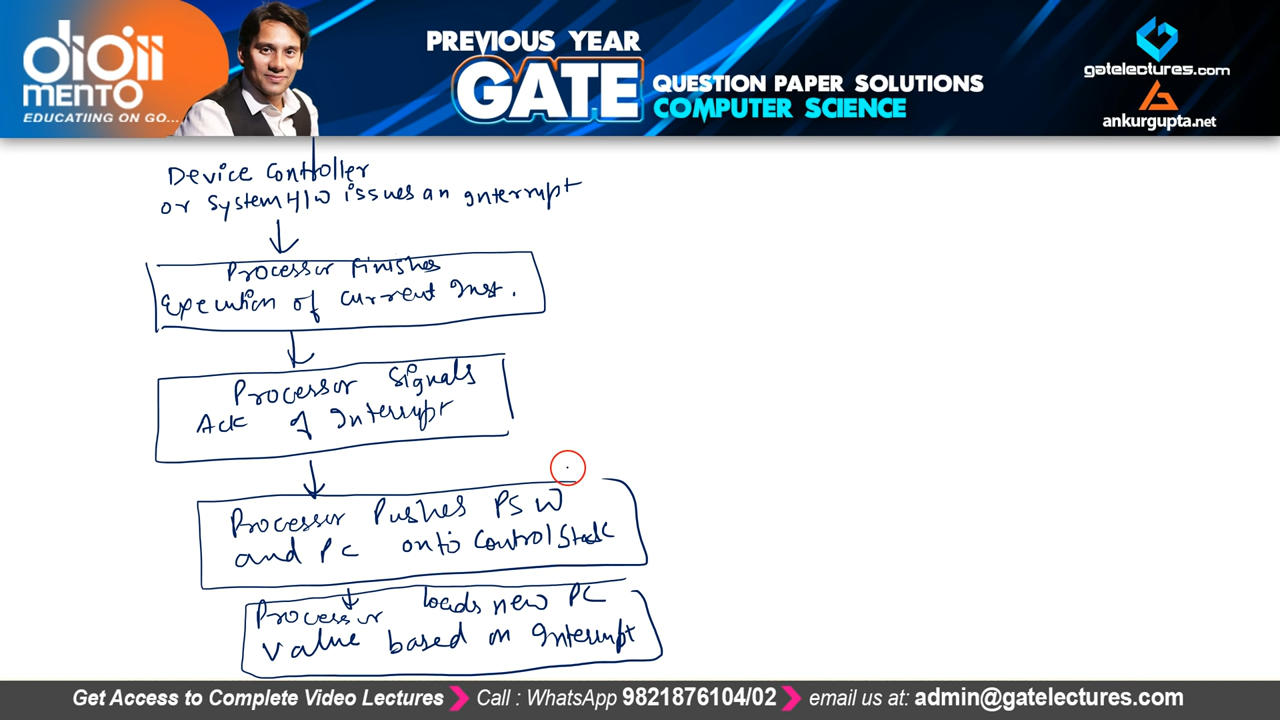 digii
MENTO
EDUCATIING ON GO...
PREVIOUS YEAR
GATE
QUESTION PAPER SOLUTIONS
COMPUTER SCIENCE
gatelectures.com
ankurgupta.net
Device Controller
or System H/W issues an Interrupt
Processor Finishes
Execution of Current Inst.
Processor Signals
Ack of Interrupt
Processor Pushes PSW
and PC onto Control Stack
Processor loads new PC
Value based on Interrupt
Get Access to Complete Video Lectures Call : WhatsApp 9821876104/02 email us at: admin@gatelectures.com